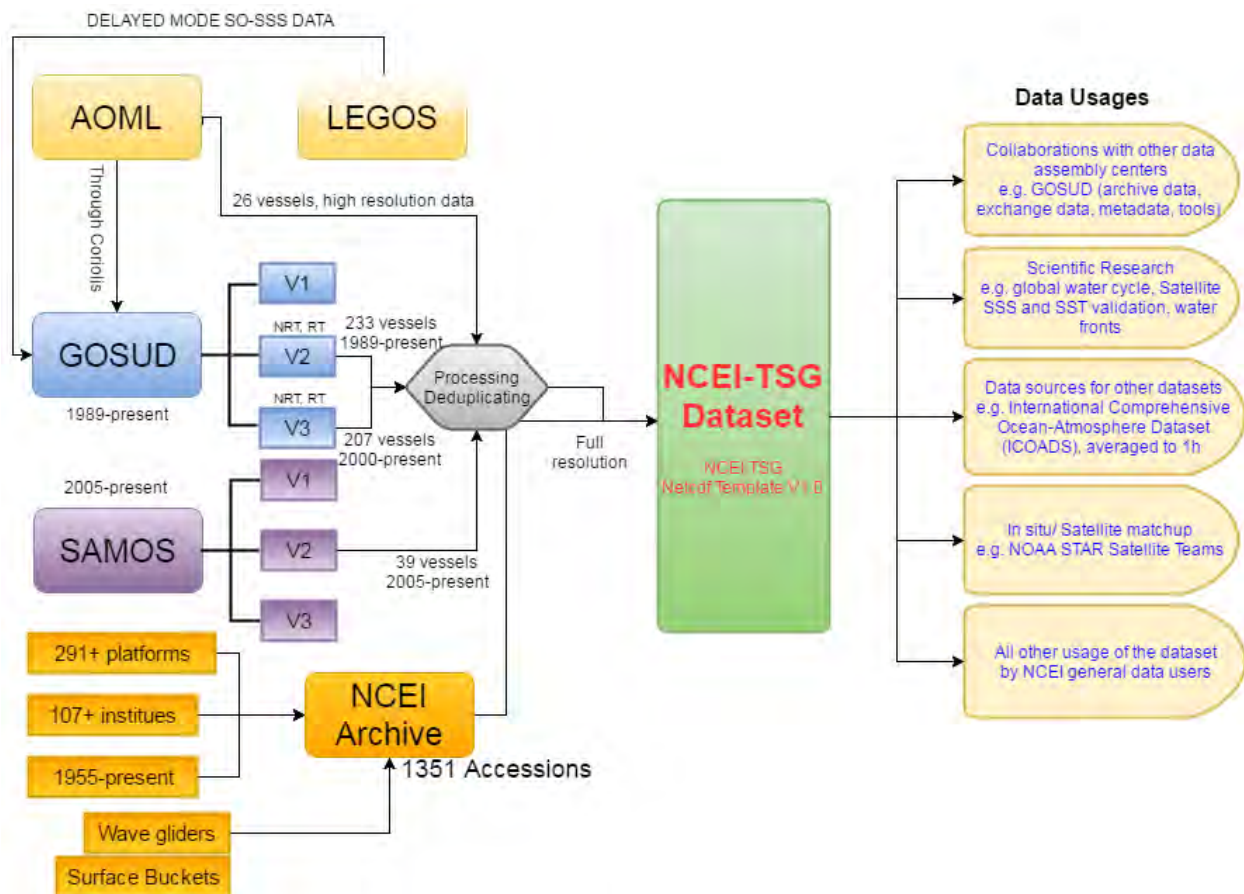 DELAYED MODE SO-SSS DATA
AOML
LEGOS
Through Coriolis
26 vessels, high resolution data
GOSUD
1989-present
V1
NRT, RT
V2
NRT, RT
V3
233 vessels
1989-present
207 vessels
2000-present
Processing
Deduplicating
2005-present
SAMOS
V1
V2
V3
39 vessels
2005-present
291+ platforms
107+ institues
1955-present
NCEI
Archive
1351 Accessions
Wave gliders
Surface Buckets
Full
resolution
NCEI-TSG
Dataset
NCEI-TSG
Netcdf Template V1.0
Data Usages
Collaborations with other data
assembly centers
e.g. GOSUD (archive data,
exchange data, metadata, tools)
Scientific Research
e.g. global water cycle, Satellite
SSS and SST validation, water
fronts
Data sources for other datasets
e.g. International Comprehensive
Ocean-Atmosphere Dataset
(ICOADS), averaged to 1h
In situ/ Satellite matchup
e.g. NOAA STAR Satellite Teams
All other usage of the dataset
by NCEI general data users